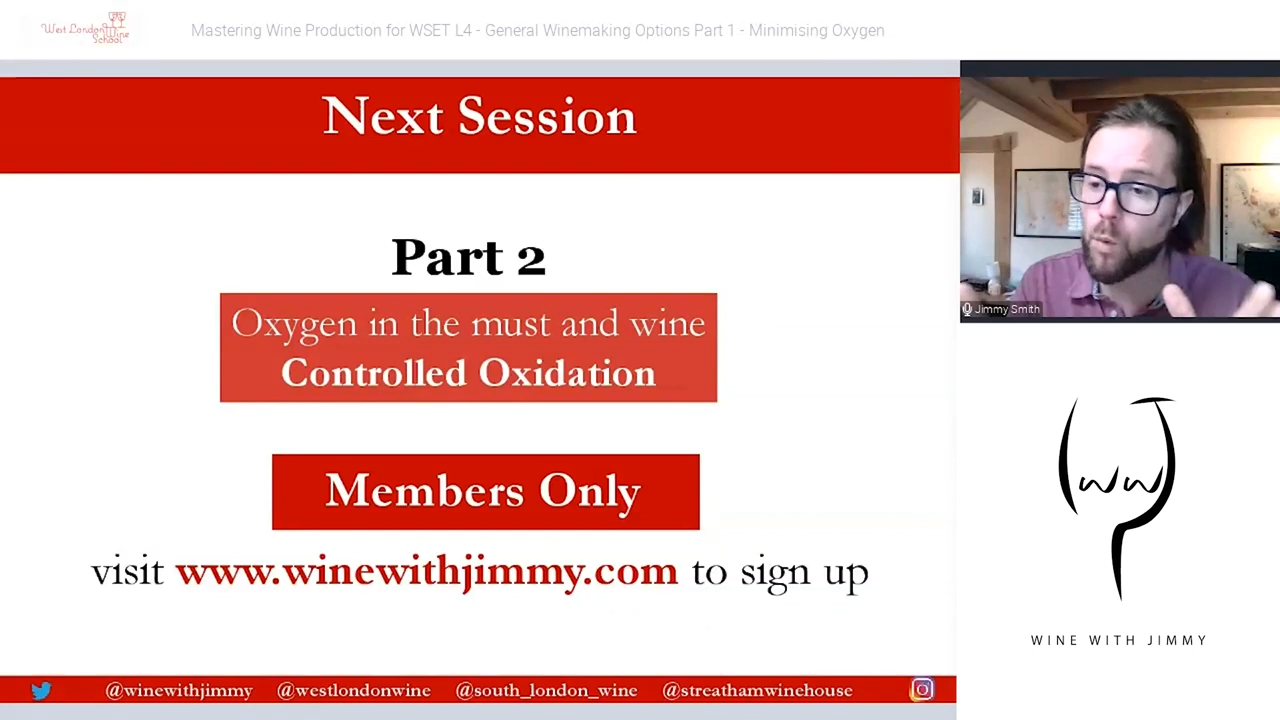 West London
Wine
School
Mastering Wine Production for WSET L4 - General Winemaking Options Part 1 - Minimising Oxygen
Next Session
Part 2
Oxygen in the must and wine
Controlled Oxidation
Members Only
visit www.winewithjimmy.com to sign up
@winewithjimmy @westlondonwine @south_london_wine @streathamwinehouse
Jimmy Smith
WW
WINE WITH JIMMY